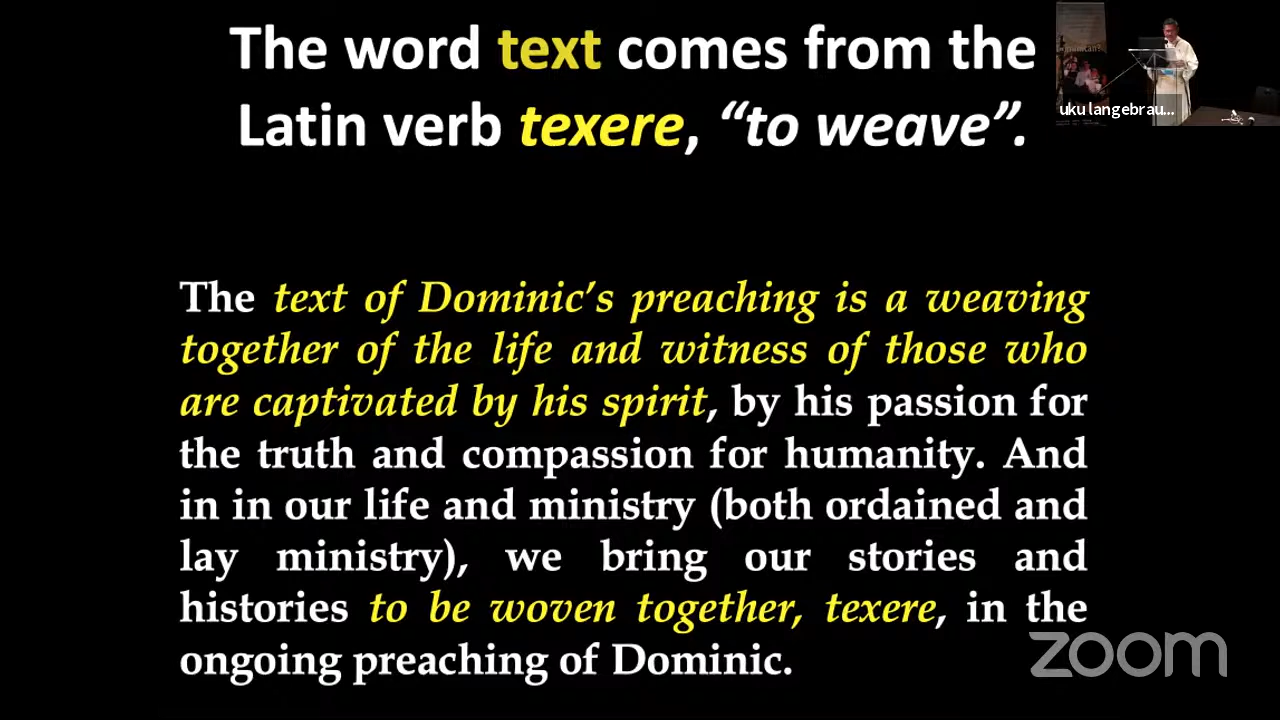 The word text comes from the
Latin verb texere, “to weave”.
The text of Dominic’s preaching is a weaving
together of the life and witness of those who
are captivated by his spirit, by his passion for
the truth and compassion for humanity. And
in in our life and ministry (both ordained and
lay ministry), we bring our stories and
histories to be woven together, texere, in the
ongoing preaching of Dominic.
uku langebrau...
zoom